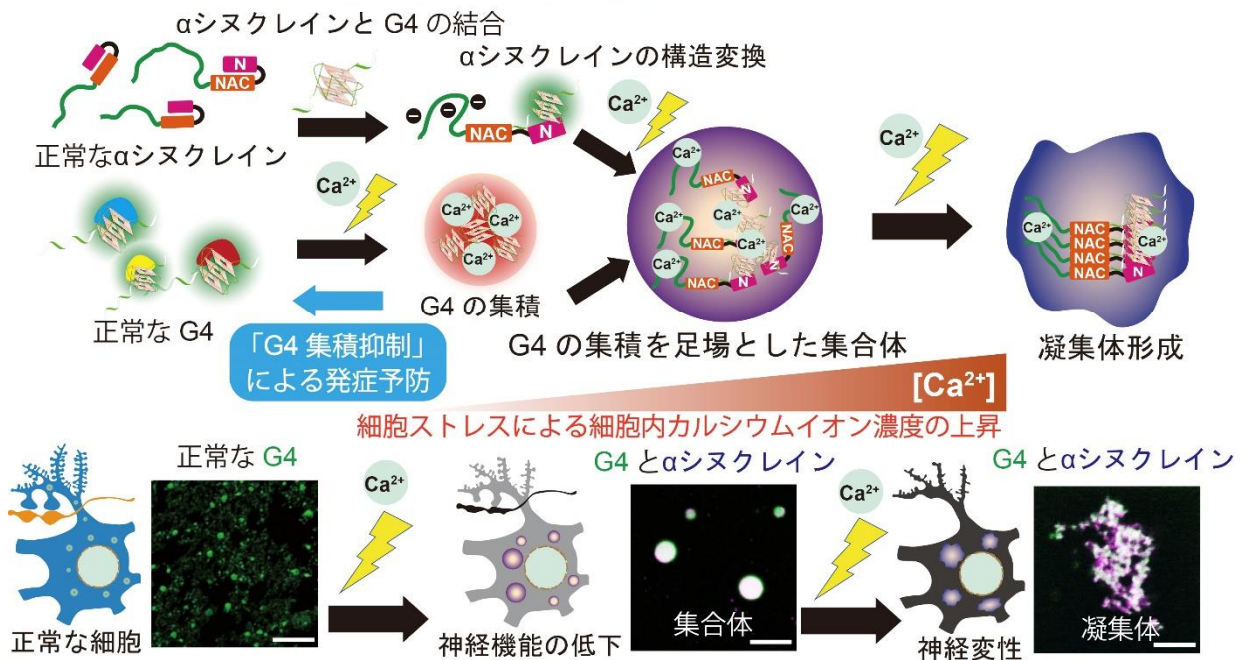 αシヌクレインと G4 の結合
αシヌクレインの構造変換
N
NAC
正常なαシヌクレイン
NAC
N
Ca²⁺
Ca²⁺
Ca²⁺
NAC
N
Ca²⁺
Ca²⁺
Ca²⁺
NAC
Ca²⁺
NAC
Ca²⁺
NAC
N
Ca²⁺
Ca²⁺
Ca²⁺
NAC
NAC
NAC
NAC
N
Ca²⁺
Ca²⁺
Ca²⁺
Ca²⁺
正常な G4
G4 の集積
G4 の集積を足場とした集合体
凝集体形成
「G4 集積抑制」
による発症予防
[Ca²⁺]
細胞ストレスによる細胞内カルシウムイオン濃度の上昇
正常な G4
Ca²⁺
G4 とαシヌクレイン
Ca²⁺
G4 とαシヌクレイン
正常な細胞
神経機能の低下
集合体
神経変性
凝集体